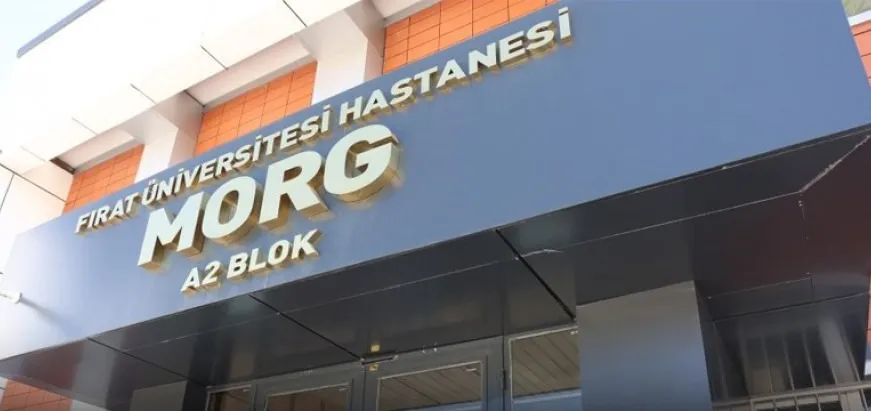 FIRAT ÜNİVERSİTESİ HASTANESİ
MORG
A2 BLOK